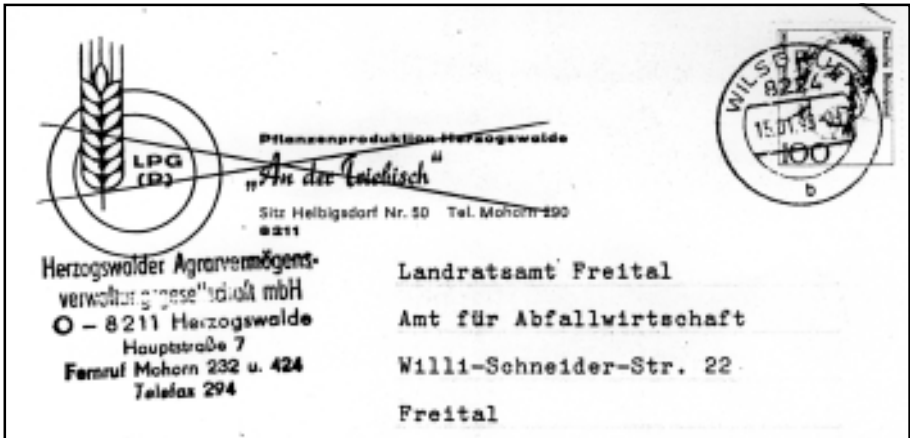 LPG
(P)
Pflanzenproduktion Herzogswalde
„An der Triebisch“
Sitz Helbigsdorf Nr. 50 Tel. Mohorn 290
8211
Herzogswalder Agrarvermögens-
verwaltungsgesellschaft mbH
O – 8211 Herzogswalde
Hauptstraße 7
Fernruf Mohorn 232 u. 424
Telefax 294
WILSDRUFF
8224
15.01.93
100
b
Landratsamt Freital
Amt für Abfallwirtschaft
Willi-Schneider-Str. 22
Freital